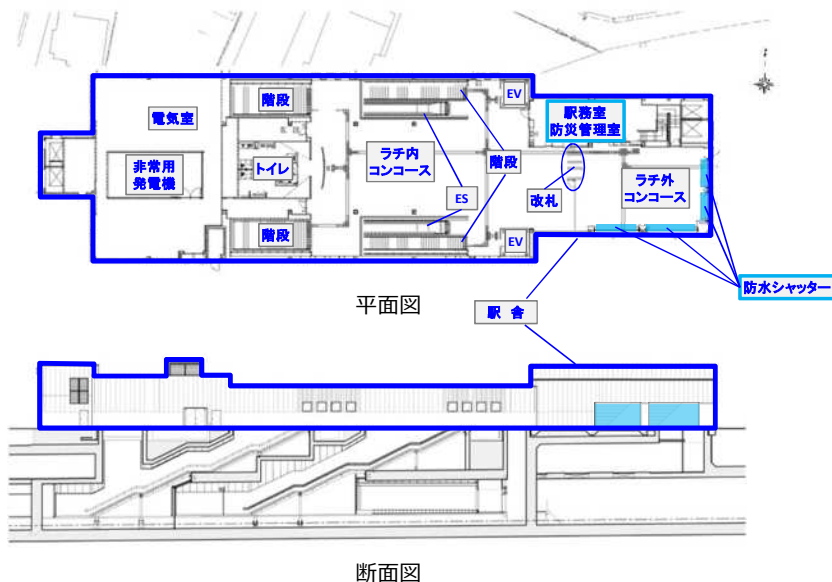 階段
EV
電気室
駅務室
防災管理室
非常用
発電機
トイレ
ラチ内
コンコース
階段
ラチ外
コンコース
ES
改札
階段
EV
防水シャッター
平面図
駅 舎
断面図